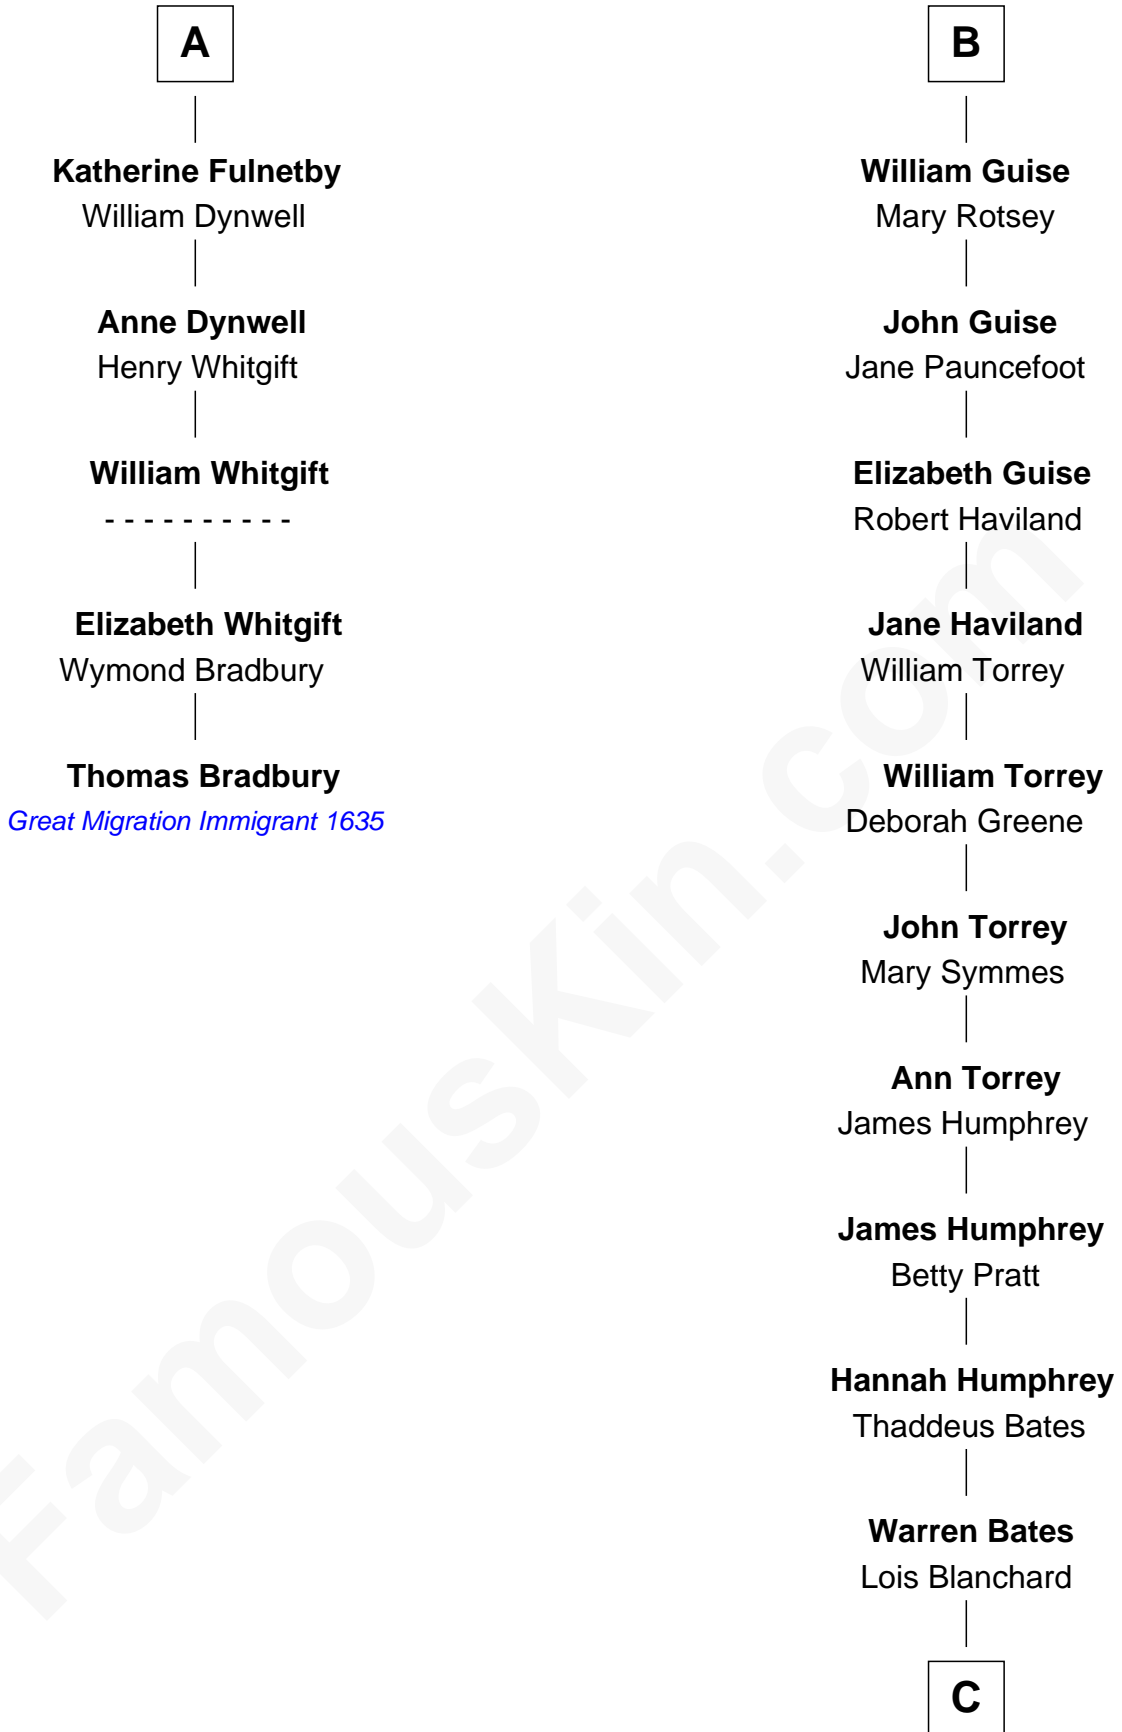 A
Katherine Fulnetby
William Dynwell
Anne Dynwell
Henry Whitgift
William Whitgift
- - - - - - - - - -
Elizabeth Whitgift
Wymond Bradbury
Thomas Bradbury
Great Migration Immigrant 1635
B
William Guise
Mary Rotsey
John Guise
Jane Pauncefoot
Elizabeth Guise
Robert Haviland
Jane Haviland
William Torrey
William Torrey
Deborah Greene
John Torrey
Mary Symmes
Ann Torrey
James Humphrey
James Humphrey
Betty Pratt
Hannah Humphrey
Thaddeus Bates
Warren Bates
Lois Blanchard
C
FamousKin.com